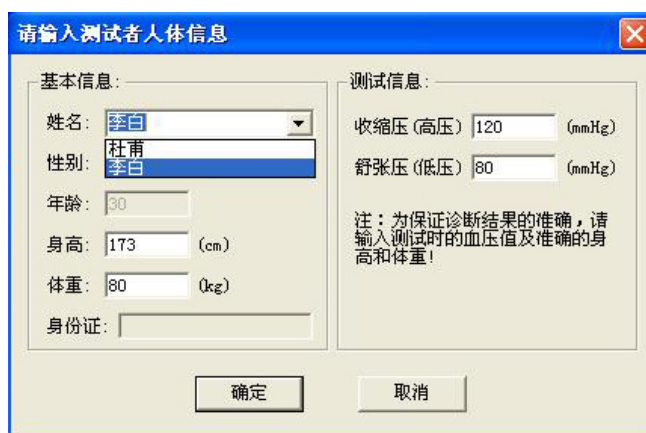 请输入测试者人体信息
基本信息:
姓名: 李白
杜甫
李白
性别:
年龄: 30
身高: 173 (cm)
体重: 80 (kg)
身份证:
测试信息:
收缩压(高压) 120 (mmHg)
舒张压(低压) 80 (mmHg)
注：为保证诊断结果的准确，请
输入测试时的血压值及准确的身
高和体重!
确定
取消